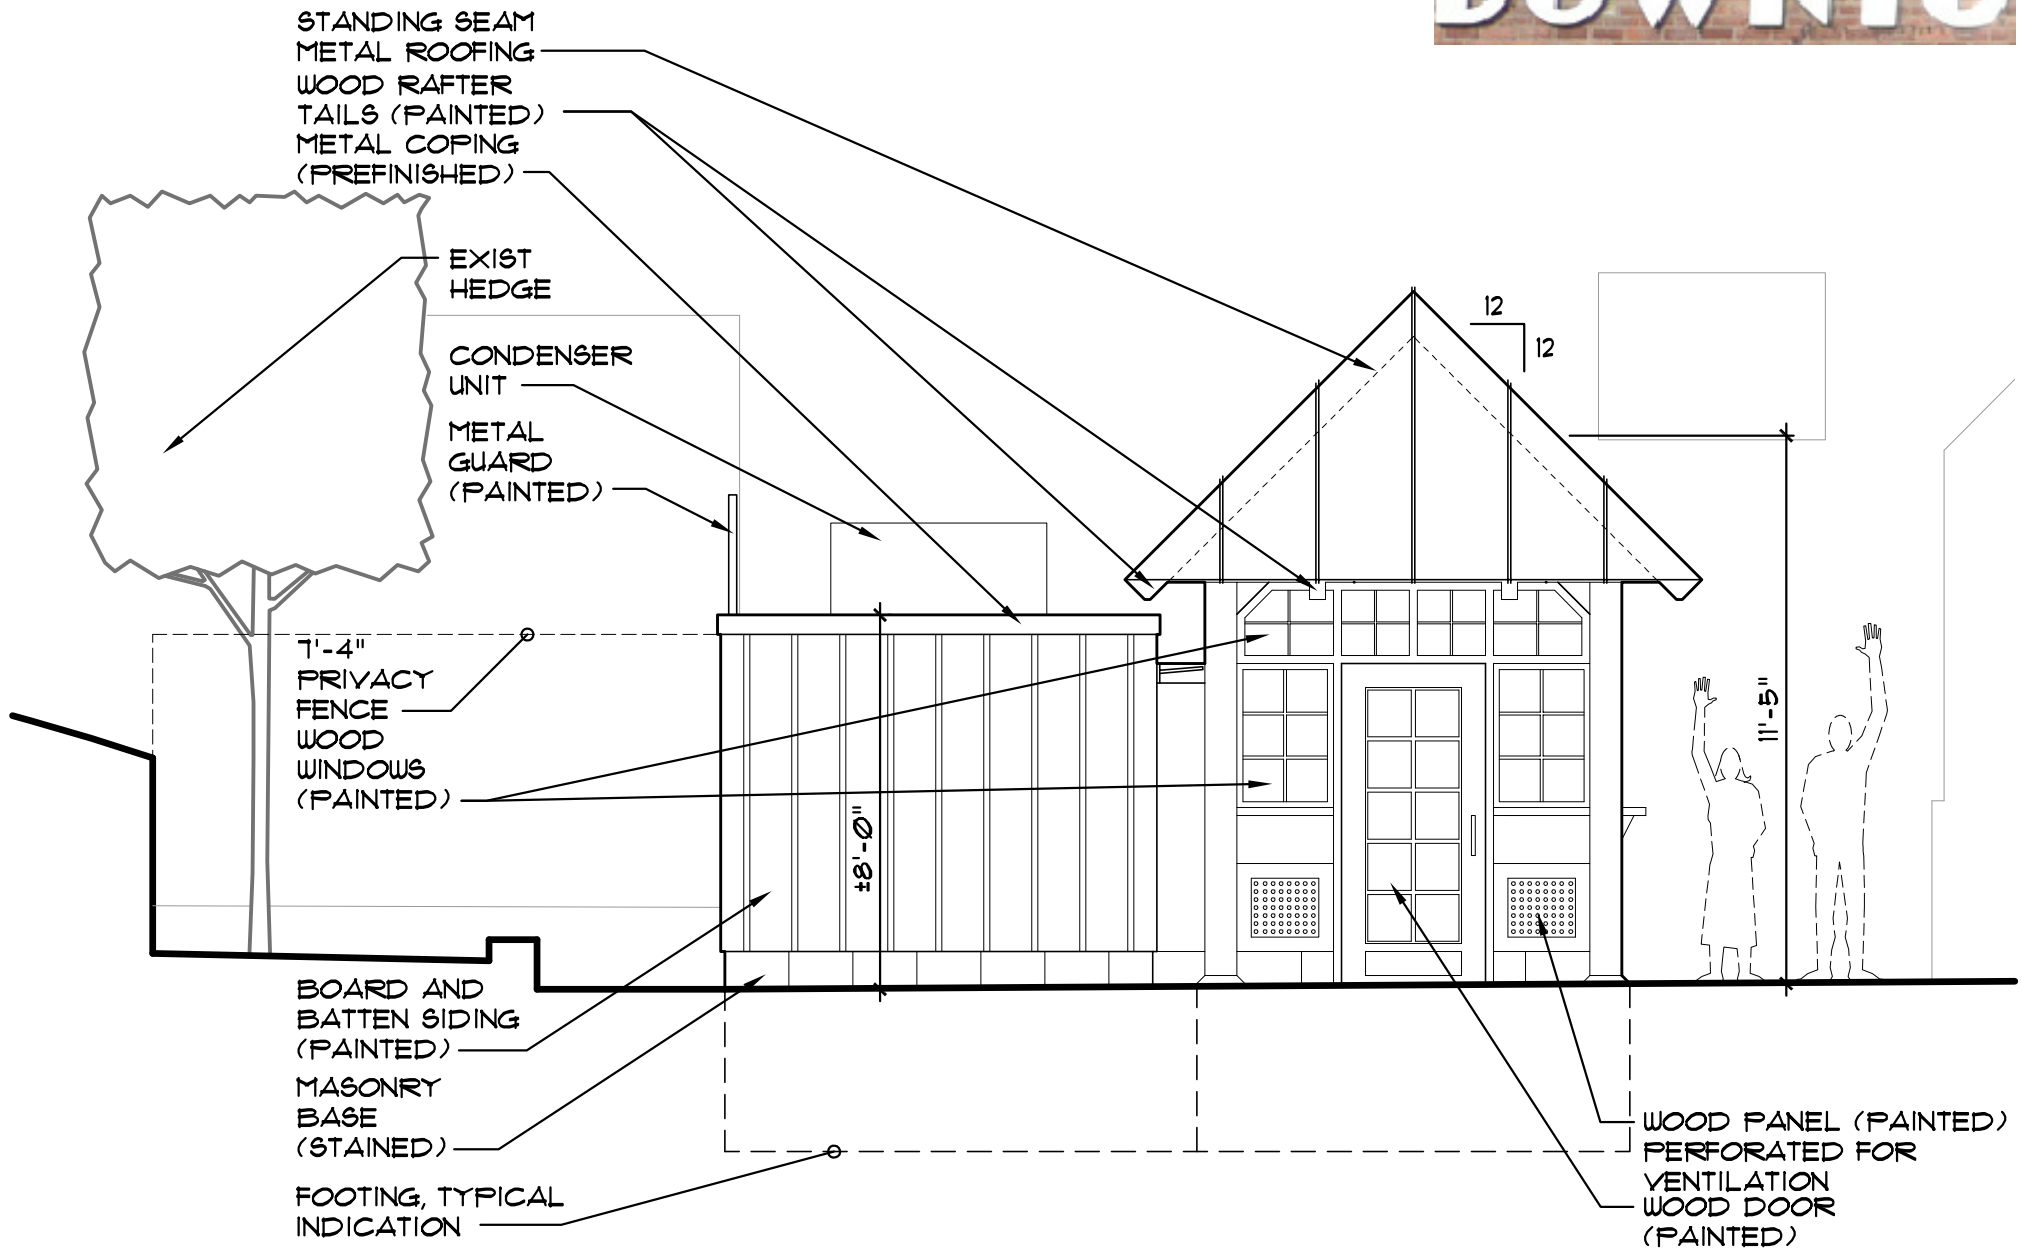 DOWNTO
STANDING SEAM
METAL ROOFING
WOOD RAFTER
TAILS (PAINTED)
METAL COPING
(PREFINISHED)
EXIST
HEDGE
CONDENSER
UNIT
METAL
GUARD
(PAINTED)
12
12
7'-4"
PRIVACY
FENCE
WOOD
WINDOWS
(PAINTED)
±8'-0"
11'-5"
BOARD AND
BATTEN SIDING
(PAINTED)
MASONRY
BASE
(STAINED)
FOOTING, TYPICAL
INDICATION
WOOD PANEL (PAINTED)
PERFORATED FOR
VENTILATION
WOOD DOOR
(PAINTED)